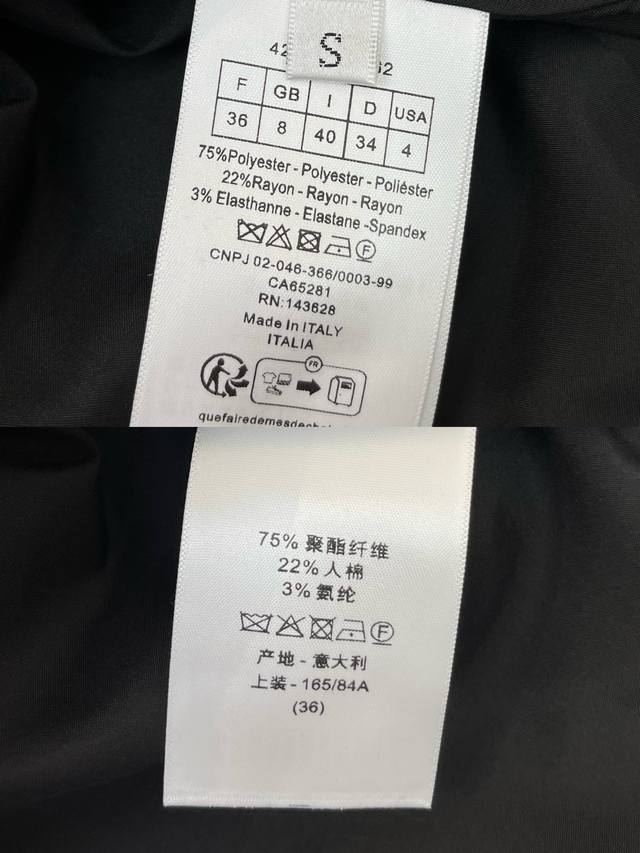 S
F GB I D USA
36 8 40 34 4
75%Polyester - Polyester - Poliéster
22%Rayon - Rayon - Rayon
3% Elasthanne - Elastane -Spandex
F
CNPJ 02-046-366/0003-99
CA65281
RN:143628
Made In ITALY
ITALIA
FR
75% 聚酯纤维
22% 人棉
3% 氨纶
F
产地 - 意大利
上装 - 165/84A
(36)